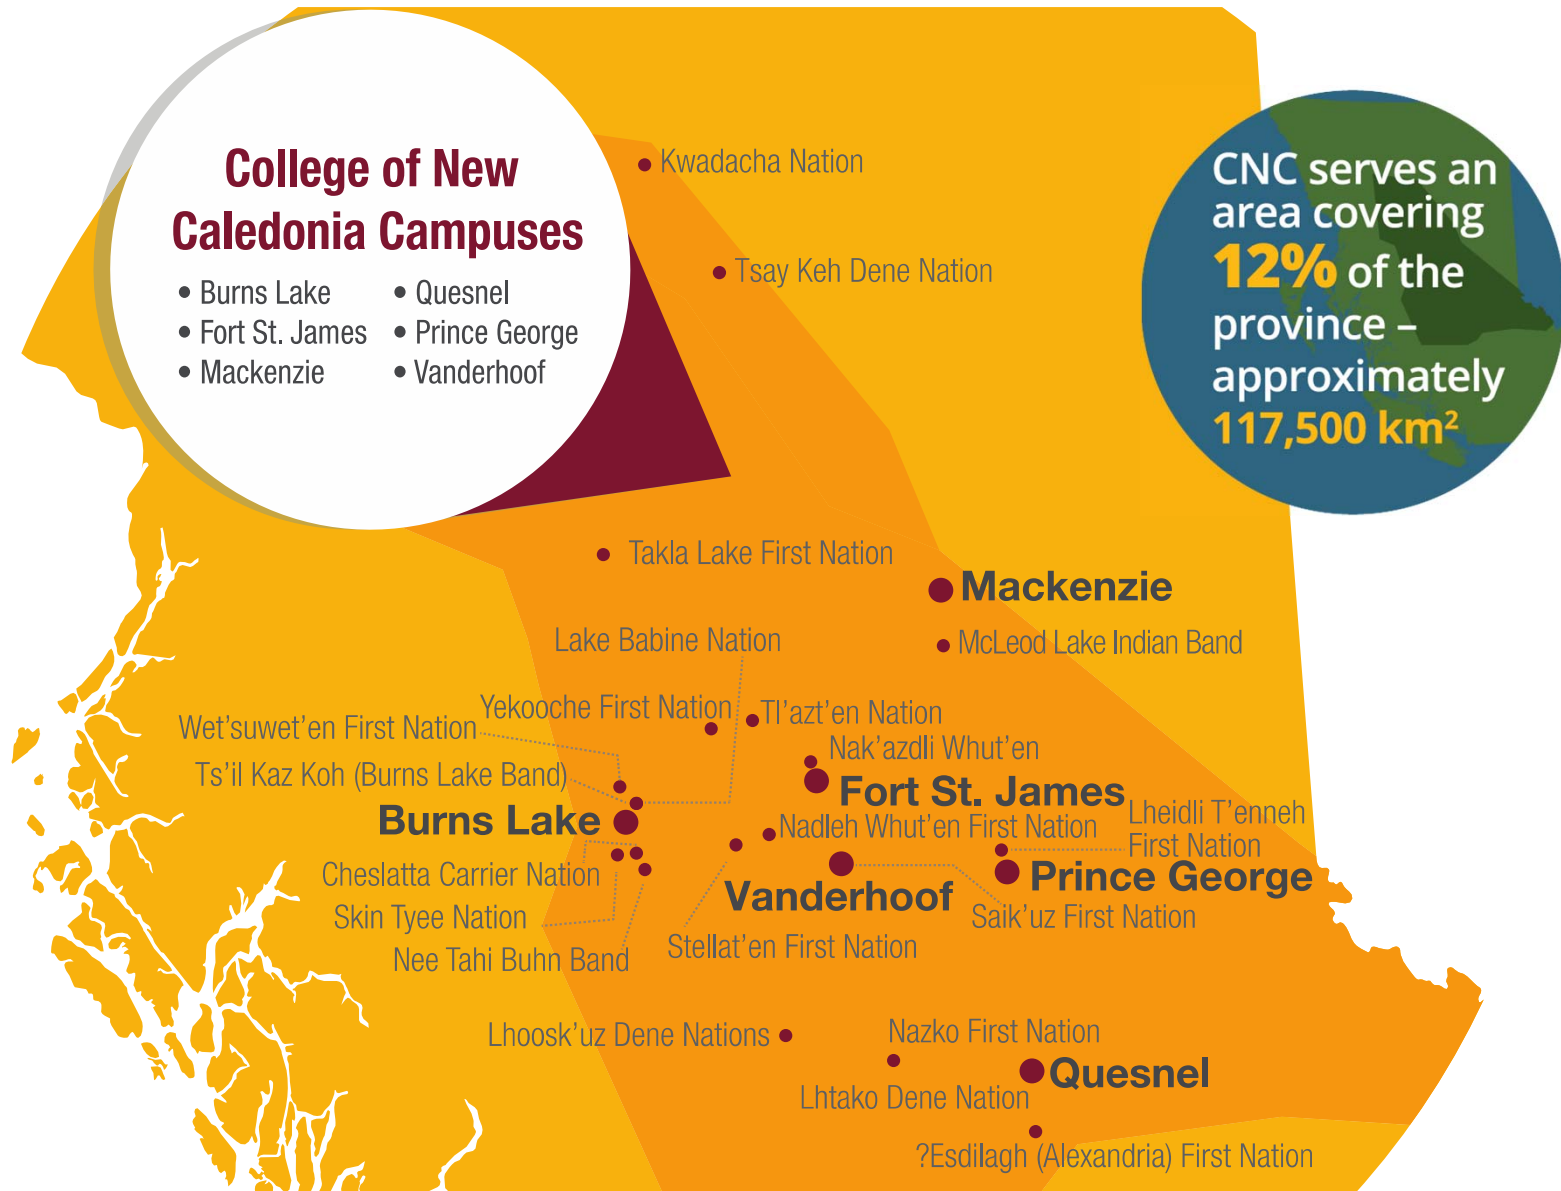 College of New
Caledonia Campuses
• Burns Lake
• Fort St. James
• Mackenzie
• Quesnel
• Prince George
• Vanderhoof
CNC serves an
area covering
12% of the
province –
approximately
117,500 km²
Kwadacha Nation
Tsay Keh Dene Nation
Takla Lake First Nation
Mackenzie
McLeod Lake Indian Band
Lake Babine Nation
Yekooche First Nation
Tl'azt'en Nation
Wet'suwet'en First Nation
Nak'azdli Whut'en
Ts'il Kaz Koh (Burns Lake Band)
Fort St. James
Burns Lake
Nadleh Whut'en First Nation
Lheidli T'enneh
First Nation
Cheslatta Carrier Nation
Prince George
Vanderhoof
Skin Tyee Nation
Saik'uz First Nation
Stellat'en First Nation
Nee Tahi Buhn Band
Lhoosk'uz Dene Nations
Nazko First Nation
Quesnel
Lhtako Dene Nation
?Esdilagh (Alexandria) First Nation